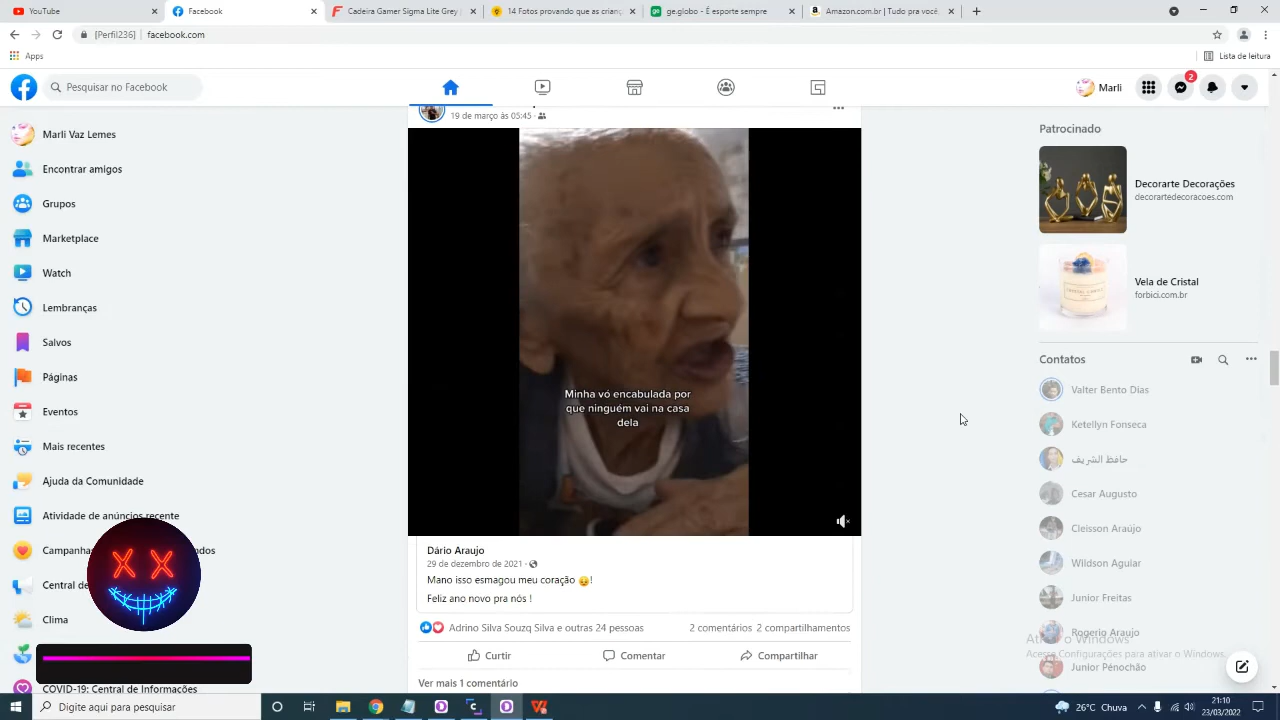 YouTube
Facebook
Cadeira Gamer Sigma Lite Grey
14 Fotos provando que as crianç
ge.globo - É esporte sempre
Amazon.com.br | Tudo pra você
[Perfil236] facebook.com
Apps
Lista de leitura
Pesquisar no Facebook
2
Marli
Marli Vaz Lemes
Encontrar amigos
Grupos
Marketplace
Watch
Lembranças
Salvos
Páginas
Eventos
Mais recentes
Ajuda da Comunidade
Atividade de anúncios recente
Campanha
Central de
Clima
COVID-19: Central de Informações
19 de março às 05:45 ·
Minha vó encabulada por
que ninguém vai na casa
dela
Dário Araujo
29 de dezembro de 2021 ·
Mano isso esmagou meu coração 😔!
Feliz ano novo pra nós !
Adrino Silva Souzq Silva e outras 24 pessoas
2 comentários 2 compartilhamentos
Curtir
Comentar
Compartilhar
Ver mais 1 comentário
Patrocinado
Decorarte Decorações
decortedecoracoes.com
Vela de Cristal
forbici.com.br
Contatos
Valter Bento Dias
Ketellyn Fonseca
حافظ الشريف
Cesar Augusto
Cleisson Araújo
Wildson Aguiar
Junior Freitas
Rogerio Araujo
Junior Penochão
Acesse Configurações para ativar o Windows.
Digite aqui para pesquisar
26°C Chuva
21:10
23/03/2022